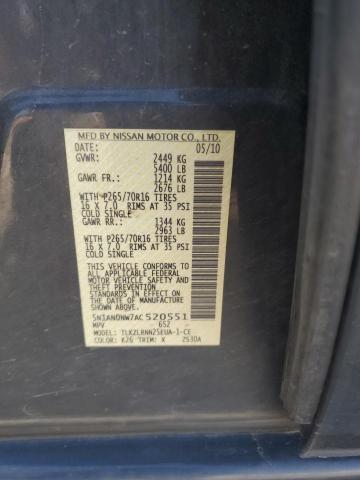 MFD BY NISSAN MOTOR CO., LTD.
DATE: 05/10
GVWR: 2449 KG
5400 LB
GAWR FR.: 1214 KG
2676 LB
WITH P265/70R16 TIRES
16 X 7.0 RIMS AT 35 PSI
COLD SINGLE
GAWR RR.: 1344 KG
2963 LB
WITH P265/70R16 TIRES
16 X 7.0 RIMS AT 35 PSI
COLD SINGLE
THIS VEHICLE CONFORMS TO
ALL APPLICABLE FEDERAL
MOTOR VEHICLE SAFETY
STANDARDS IN EFFECT ON
THE DATE OF MANUFACTURE
SHOWN ABOVE.
5N1AN0NW7AC520551
MPV 652
MODEL: TLKZLRNN25EUA-1-CE
COLOR: K26 TRIM: X 2530A